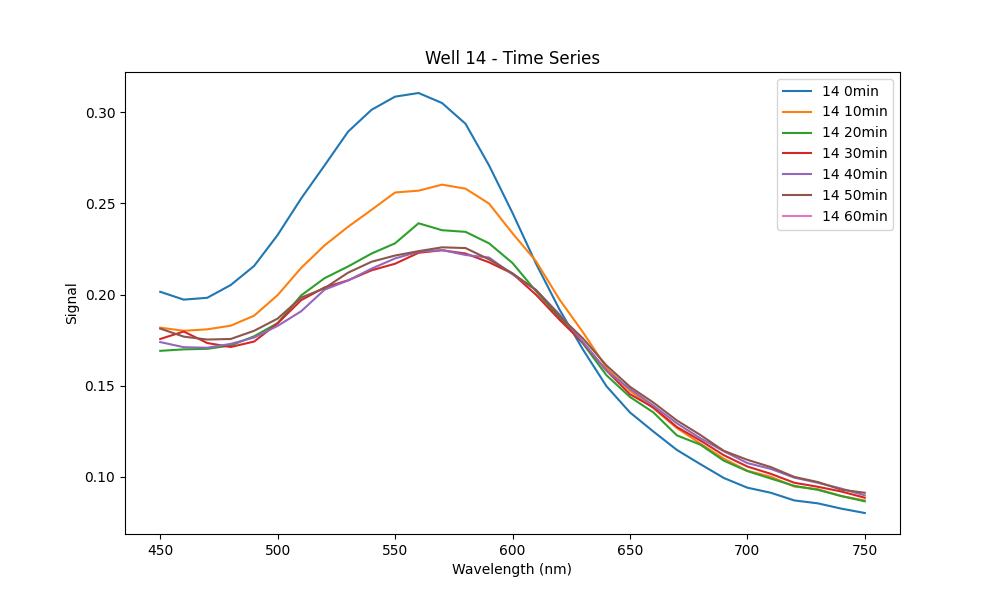 Well 14 - Time Series
14 0min
14 10min
14 20min
14 30min
14 40min
14 50min
14 60min
Signal
0.30
0.25
0.20
0.15
0.10
450 500 550 600 650 700 750
Wavelength (nm)